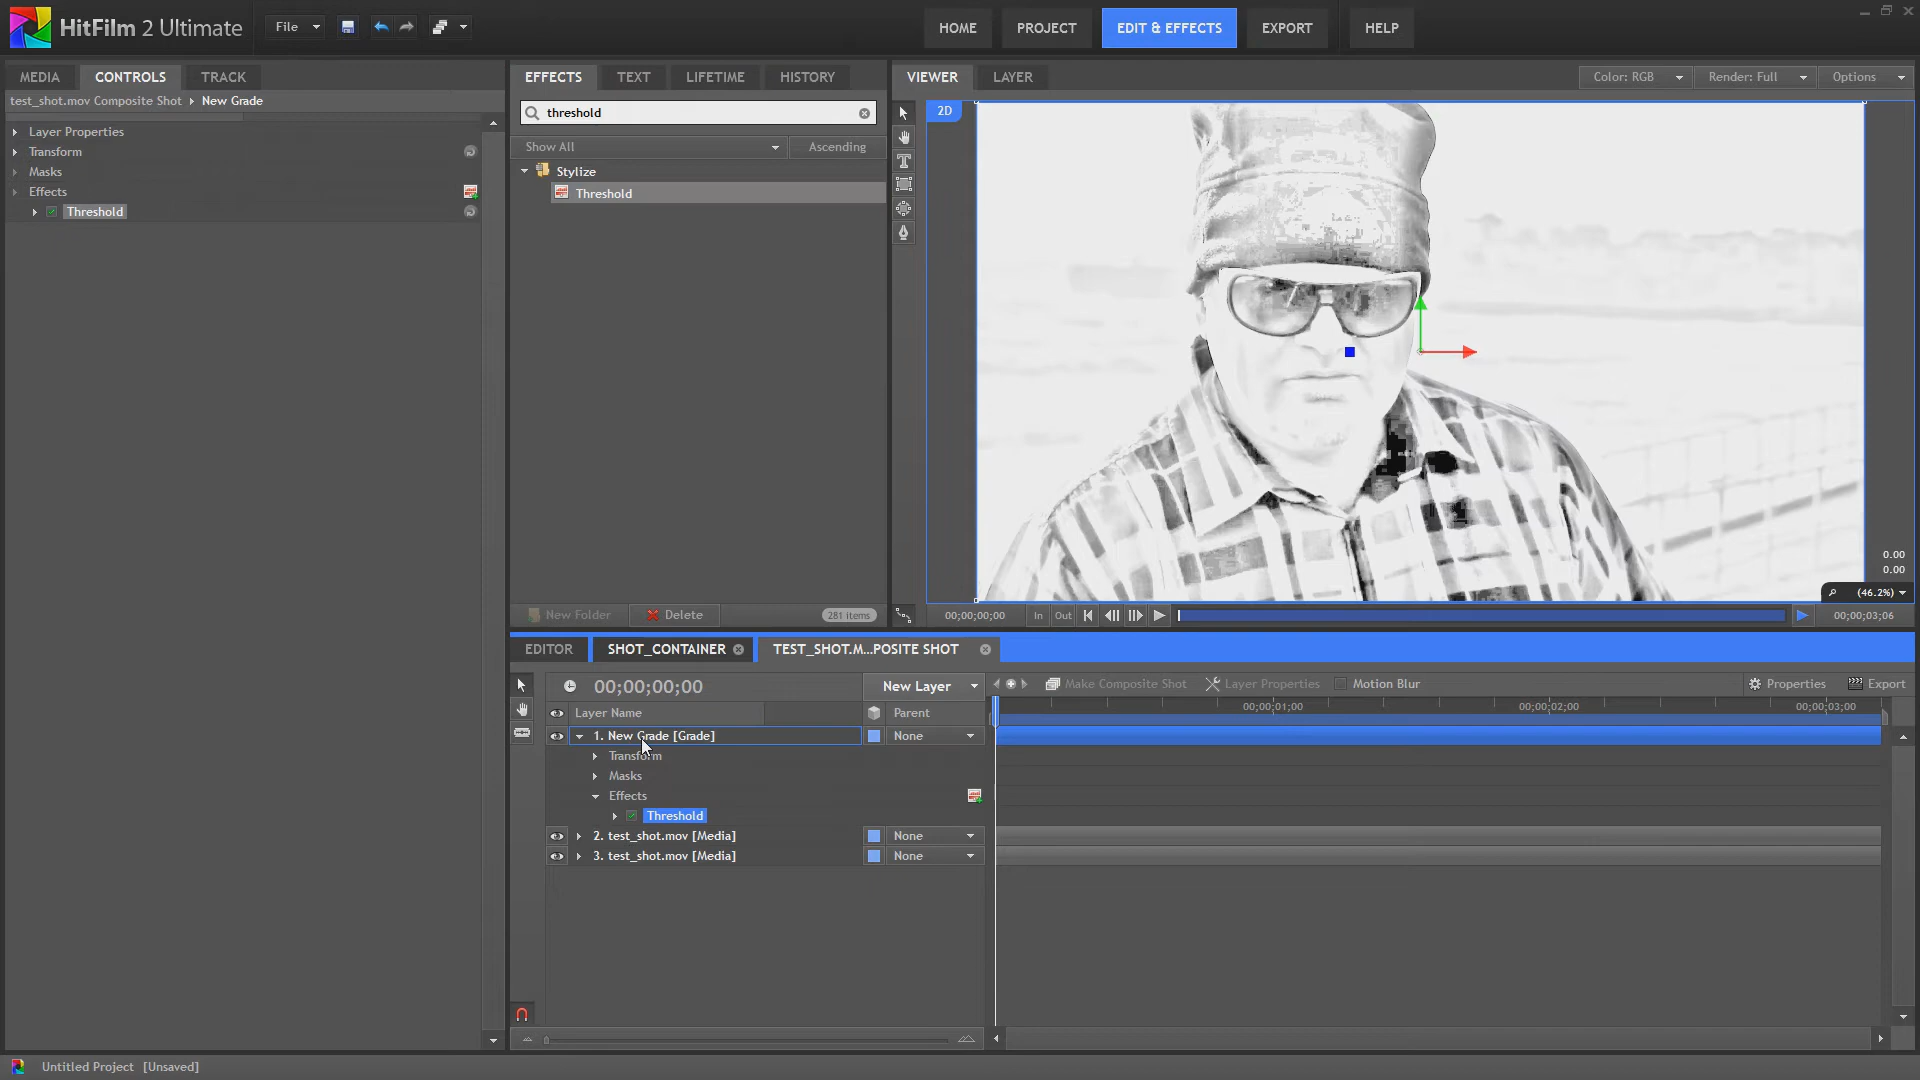 HitFilm 2 Ultimate
File
HOME
PROJECT
EDIT & EFFECTS
EXPORT
HELP
MEDIA
CONTROLS
TRACK
test_shot.mov Composite Shot New Grade
Layer Properties
Transform
Masks
Effects
Threshold
EFFECTS
TEXT
LIFETIME
HISTORY
threshold
Show All
Ascending
Stylize
Threshold
New Folder
Delete
281 Items
VIEWER
LAYER
Color: RGB
Render: Full
Options
2D
0.00
0.00
(46.2%)
00;00;00;00
In
Out
00;00;03;06
EDITOR
SHOT_CONTAINER
TEST_SHOT.M...POSITE SHOT
00;00;00;00
New Layer
Make Composite Shot
Layer Properties
Motion Blur
Properties
Export
Layer Name
Parent
00;00;01;00
00;00;02;00
00;00;03;00
1. New Grade [Grade]
None
Transform
Masks
Effects
Threshold
2. test_shot.mov [Media]
None
3. test_shot.mov [Media]
None
Untitled Project [Unsaved]